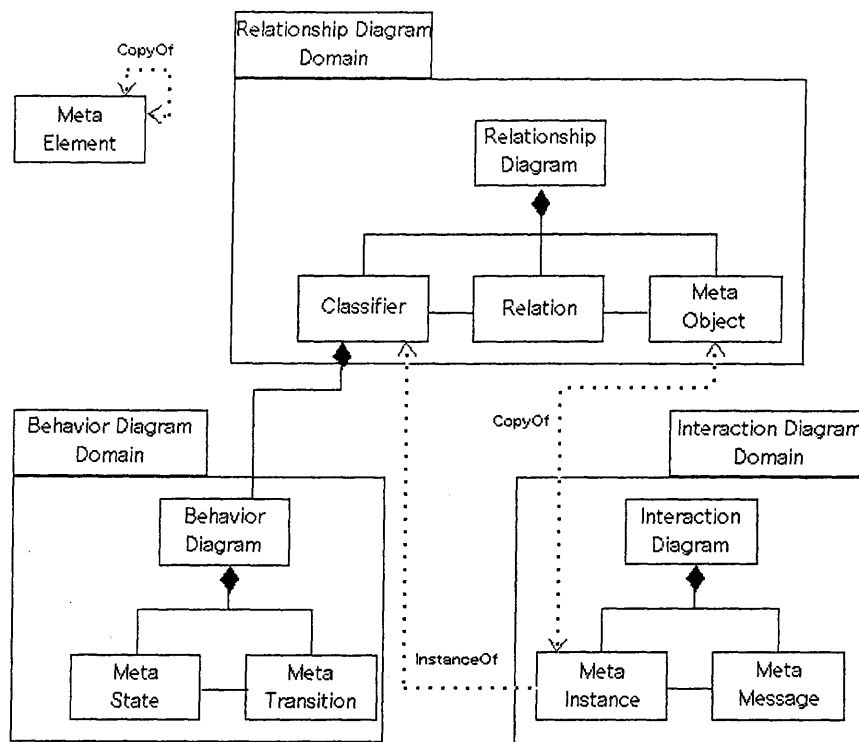 Relationship Diagram
Domain
CopyOf
Meta
Element
Relationship
Diagram
Classifier
Relation
Meta
Object
CopyOf
Behavior Diagram
Domain
Interaction Diagram
Domain
Behavior
Diagram
Interaction
Diagram
InstanceOf
Meta
State
Meta
Transition
Meta
Instance
Meta
Message